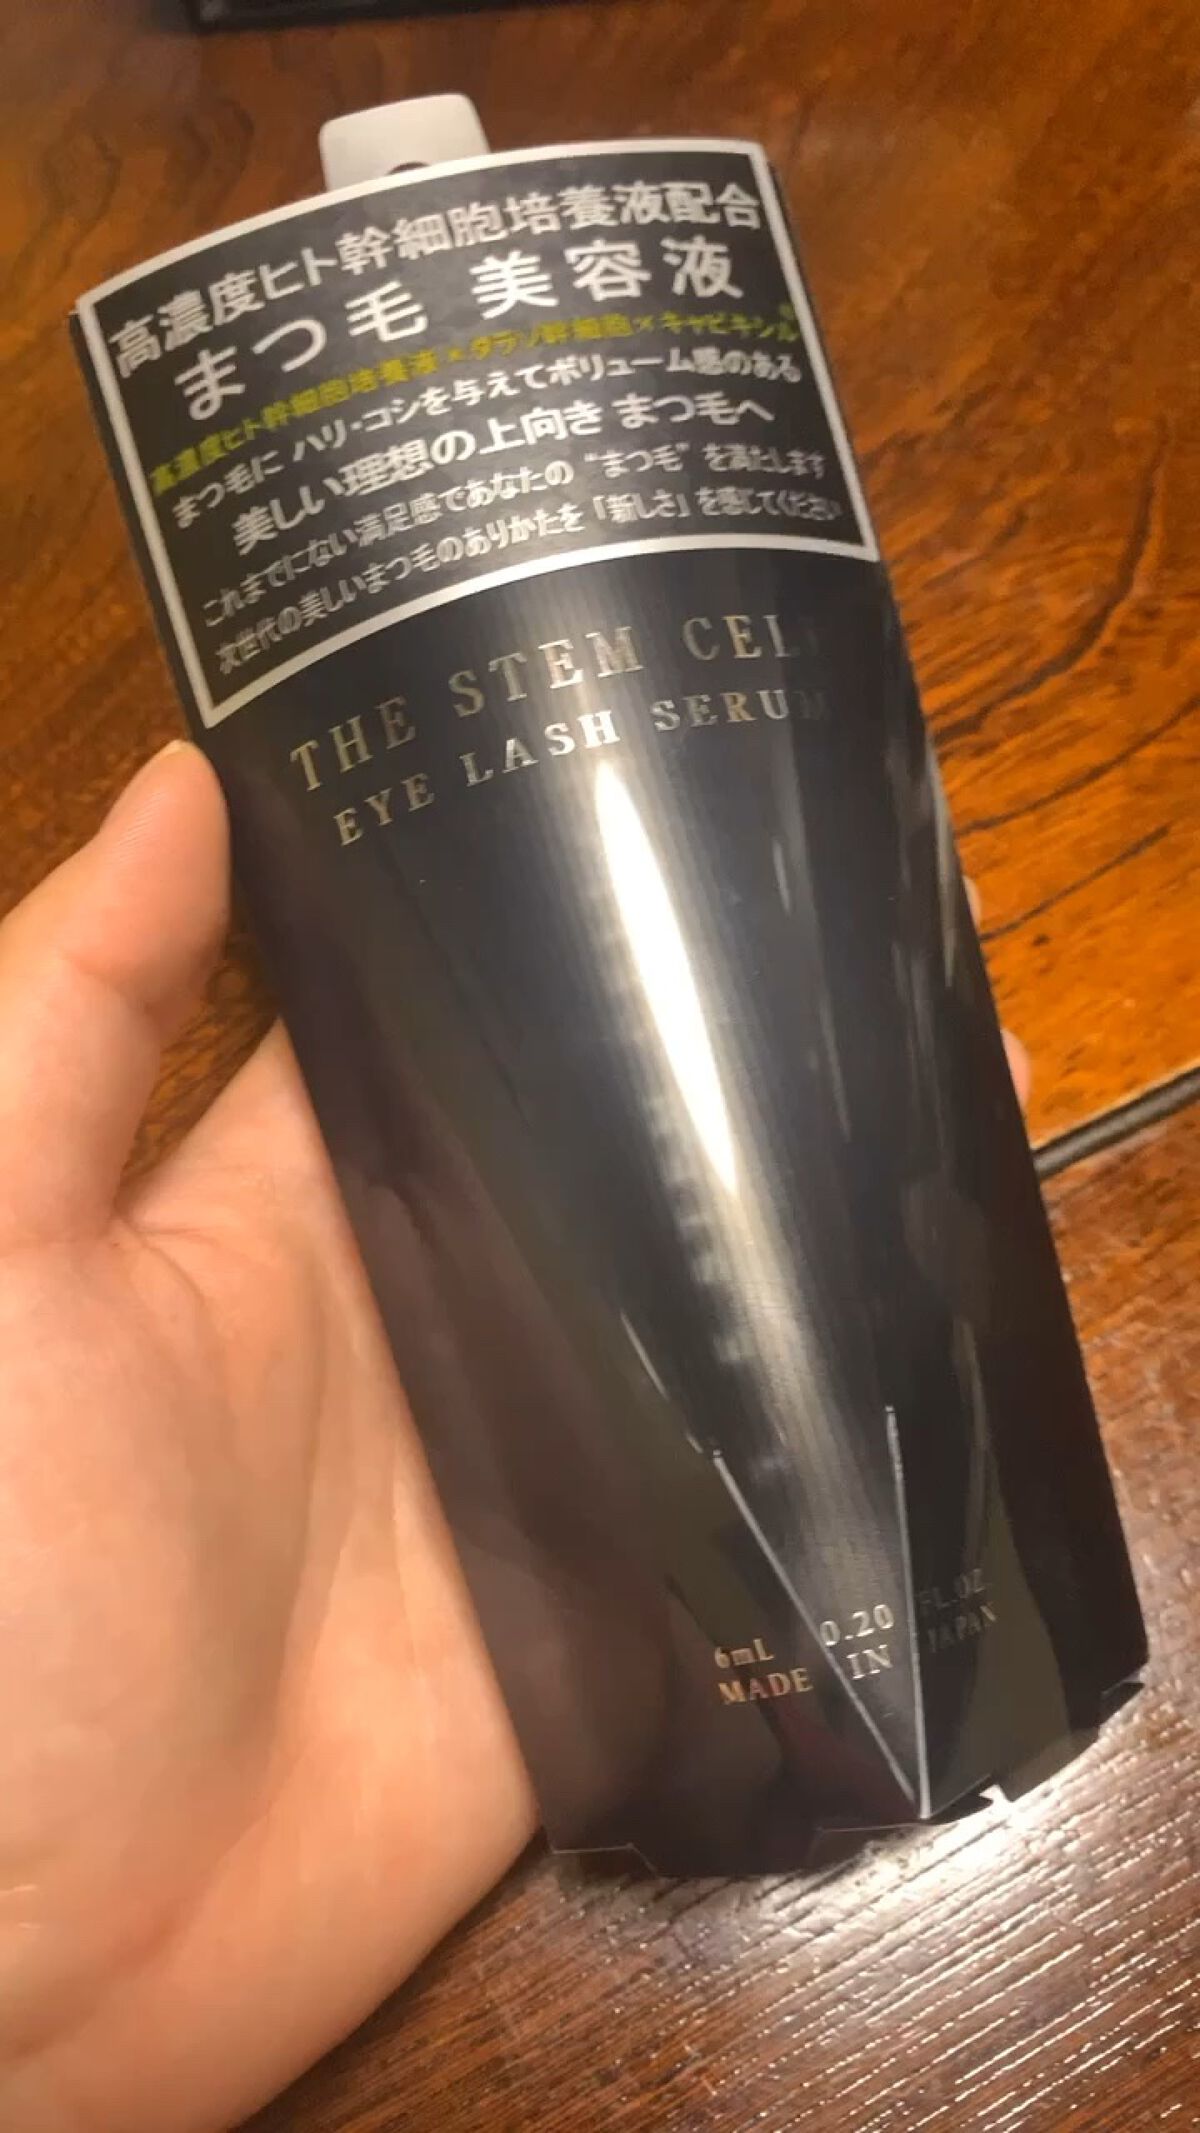 高濃度ヒト幹細胞培養液配合
まつ毛 美容液
高濃度ヒト幹細胞培養液×タラソ幹細胞×キャピキシル
まつ毛に ハリ・コシを与えてボリューム感のある
美しい理想の上向き まつ毛へ
これまでにない満足感であなたの “まつ毛” を満たします
次世代の美しいまつ毛のありかたを「新しさ」を感じてください
THE STEM CELL
EYE LASH SERUM
6mL 0.20 FL.OZ
MADE IN JAPAN